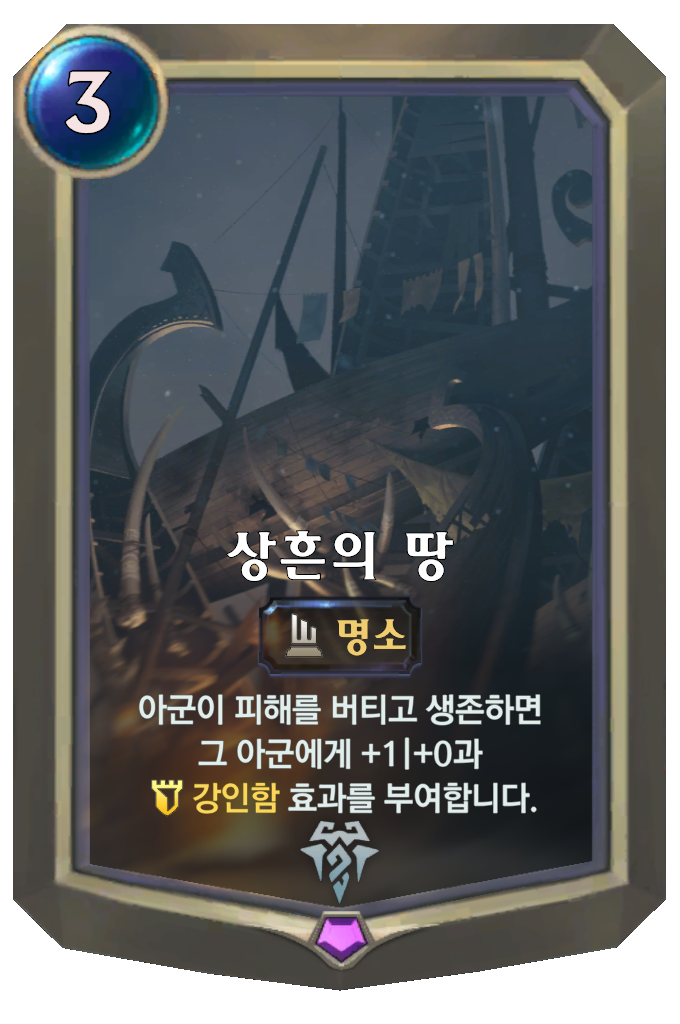 3
상흔의 땅
명소
아군이 피해를 버티고 생존하면
그 아군에게 +1|+0과
강인함 효과를 부여합니다.